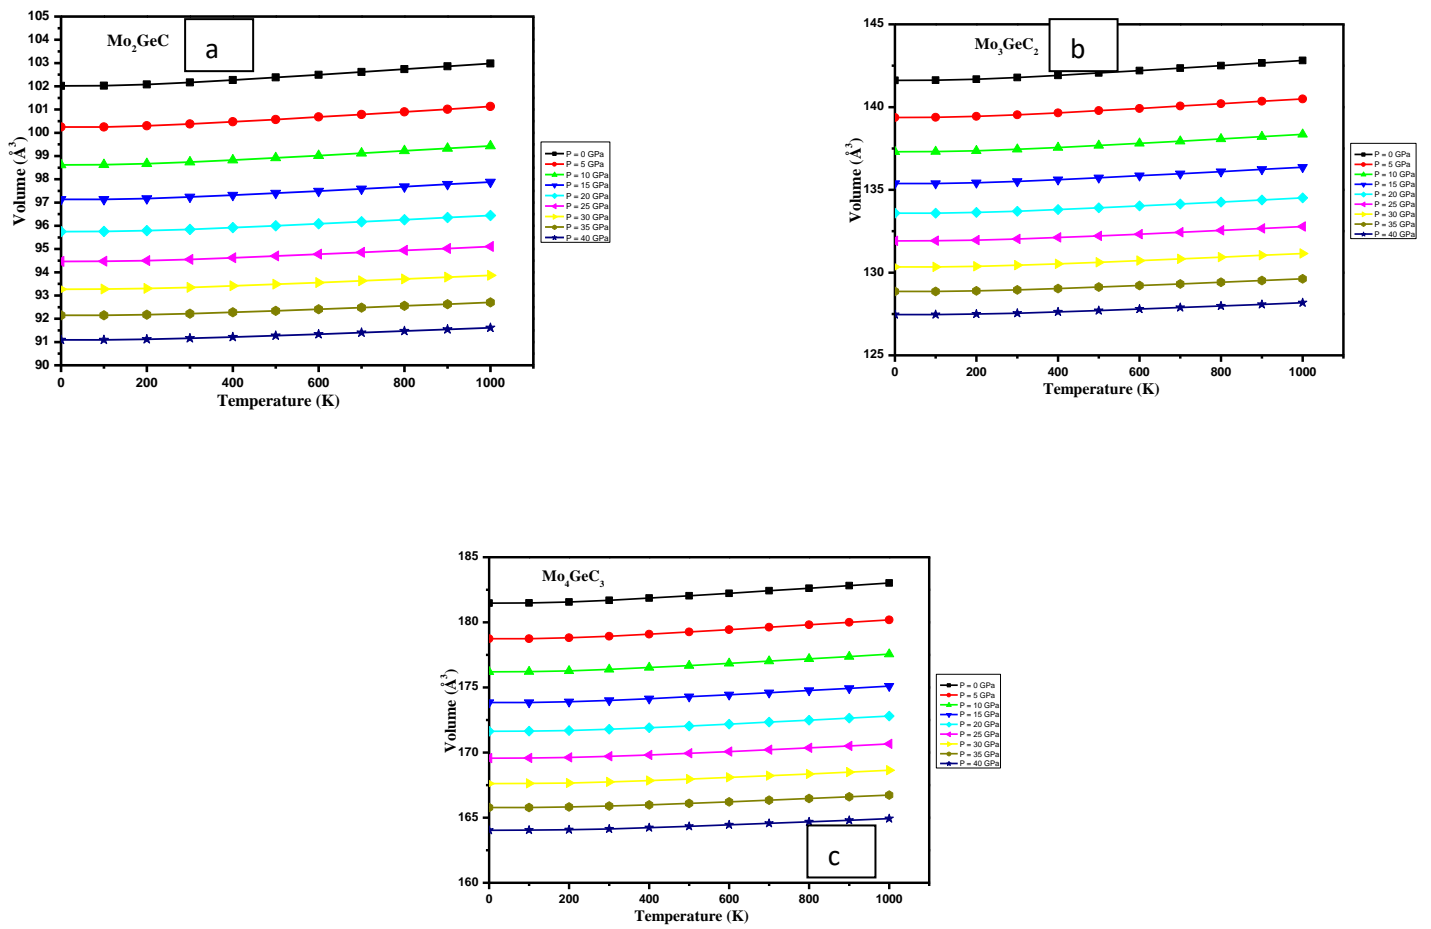 Mo2GeC
a
105
104
103
102
101
100
99
98
97
96
95
94
93
92
91
90
Volume (Å3)
0 200 400 600 800 1000
Temperature (K)
P = 0 GPa
P = 5 GPa
P = 10 GPa
P = 15 GPa
P = 20 GPa
P = 25 GPa
P = 30 GPa
P = 35 GPa
P = 40 GPa
Mo3GeC2
b
145
140
135
130
125
Volume (Å3)
0 200 400 600 800 1000
Temperature (K)
P = 0 GPa
P = 5 GPa
P = 10 GPa
P = 15 GPa
P = 20 GPa
P = 25 GPa
P = 30 GPa
P = 35 GPa
P = 40 GPa
Mo4GeC3
185
180
175
170
165
160
Volume (Å3)
c
0 200 400 600 800 1000
Temperature (K)
P = 0 GPa
P = 5 GPa
P = 10 GPa
P = 15 GPa
P = 20 GPa
P = 25 GPa
P = 30 GPa
P = 35 GPa
P = 40 GPa